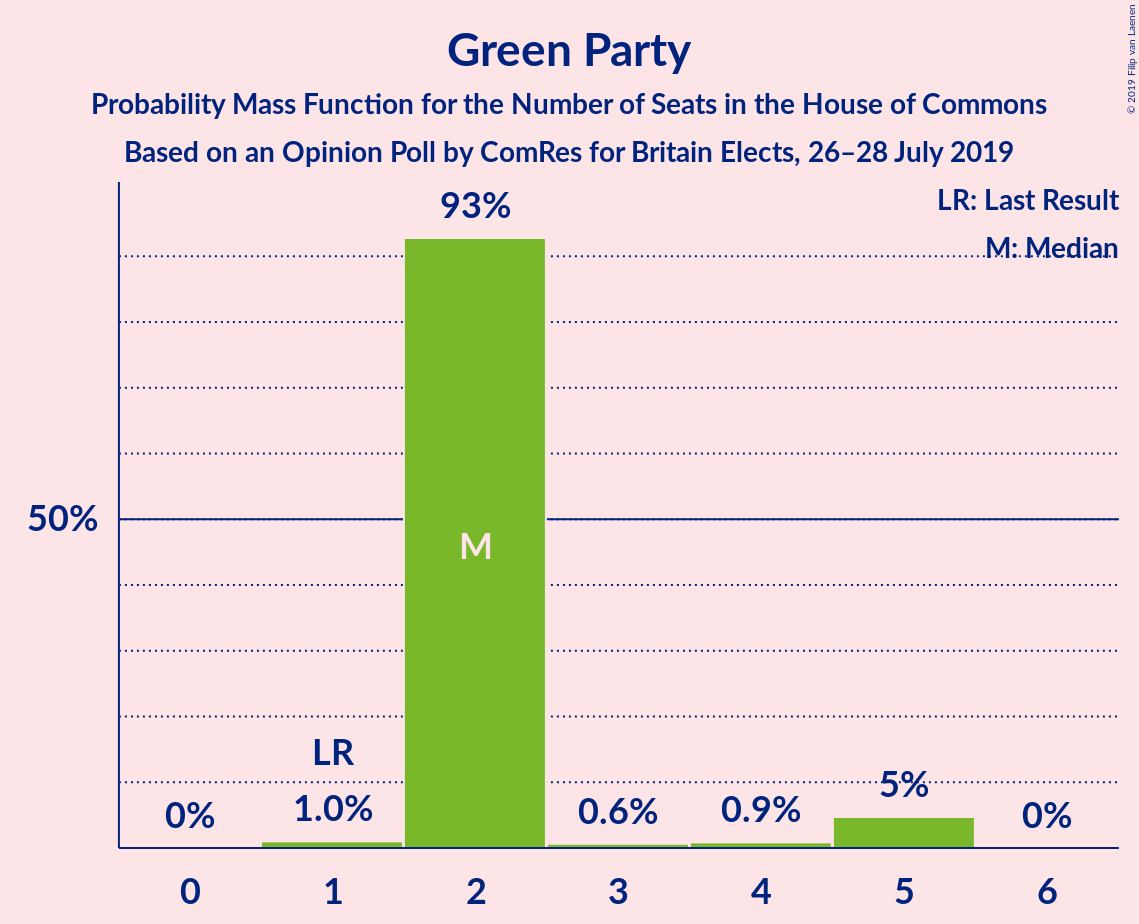 Green Party
Probability Mass Function for the Number of Seats in the House of Commons
Based on an Opinion Poll by ComRes for Britain Elects, 26–28 July 2019
© 2019 Filip van Laenen
LR: Last Result
M: Median
93%
50%
M
LR
0%
1.0%
0.6%
0.9%
5%
0%
0
1
2
3
4
5
6